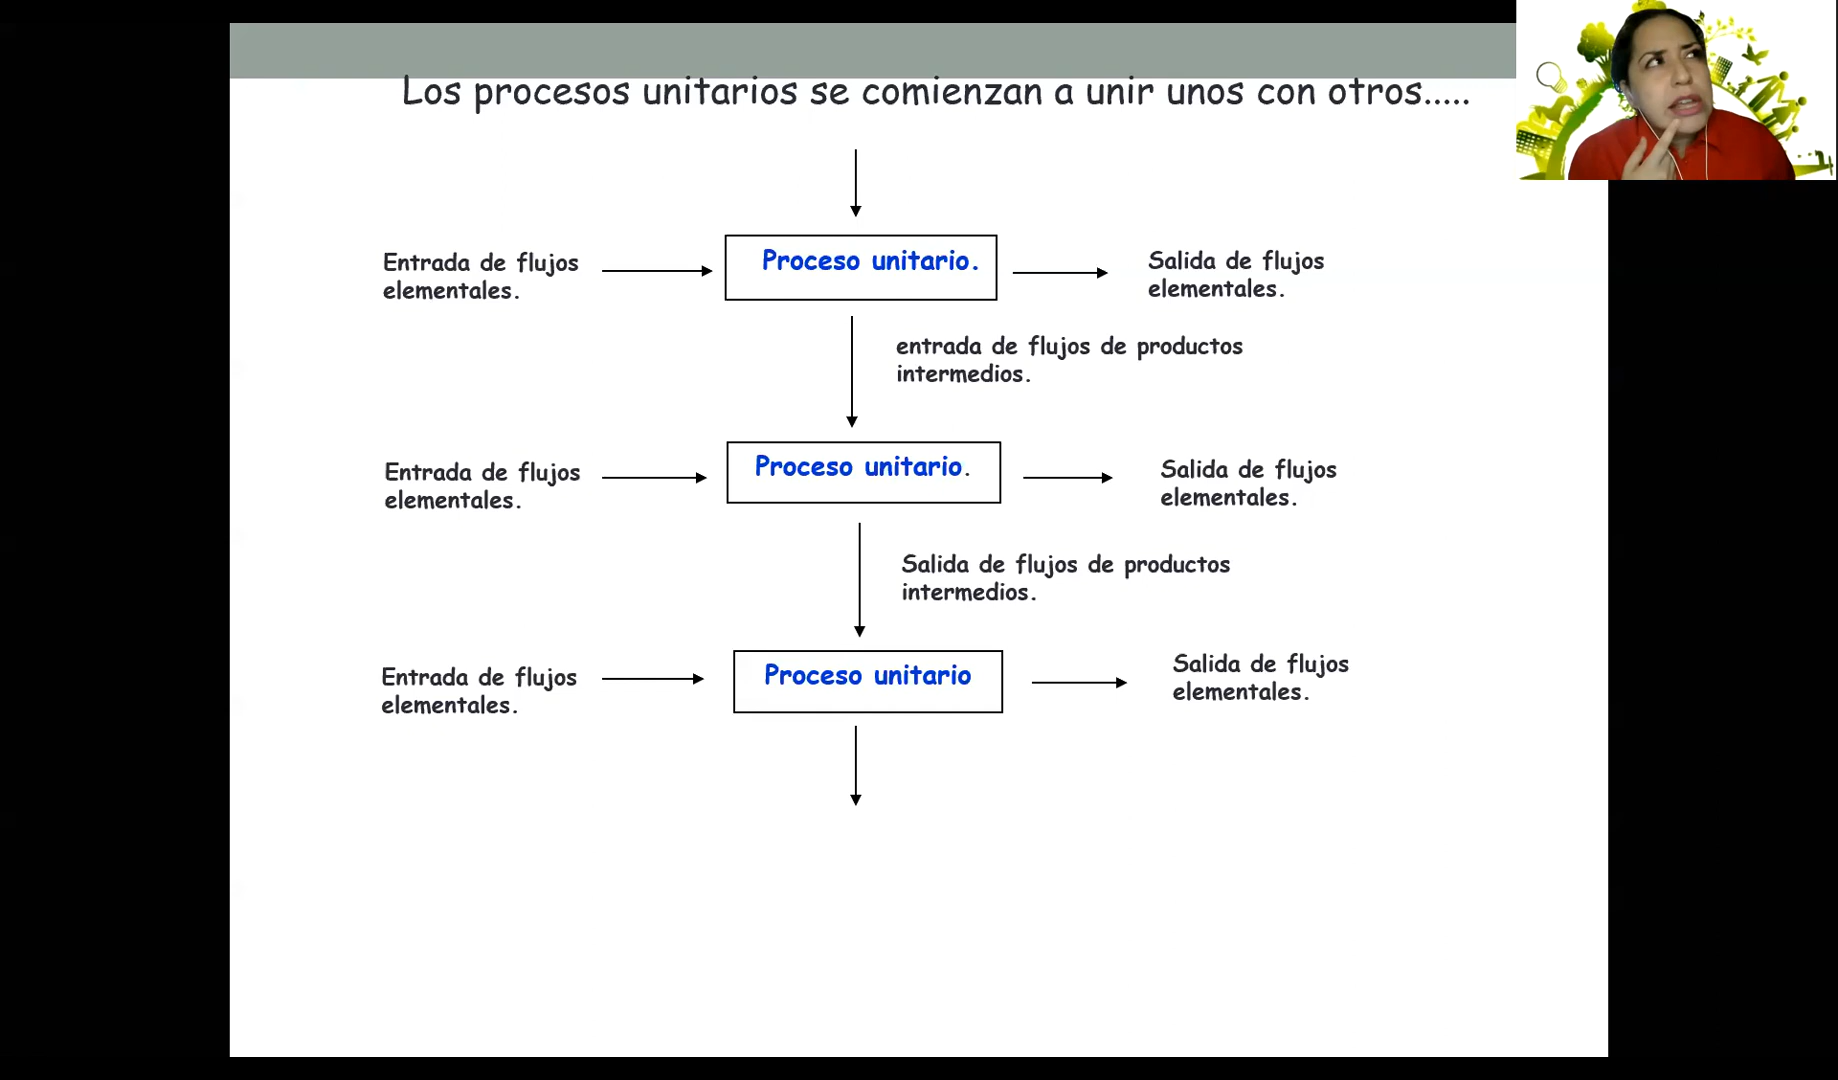 Los procesos unitarios se comienzan a unir unos con otros.....
Entrada de flujos
elementales.
Proceso unitario.
Salida de flujos
elementales.
entrada de flujos de productos
intermedios.
Entrada de flujos
elementales.
Proceso unitario.
Salida de flujos
elementales.
Salida de flujos de productos
intermedios.
Entrada de flujos
elementales.
Proceso unitario
Salida de flujos
elementales.